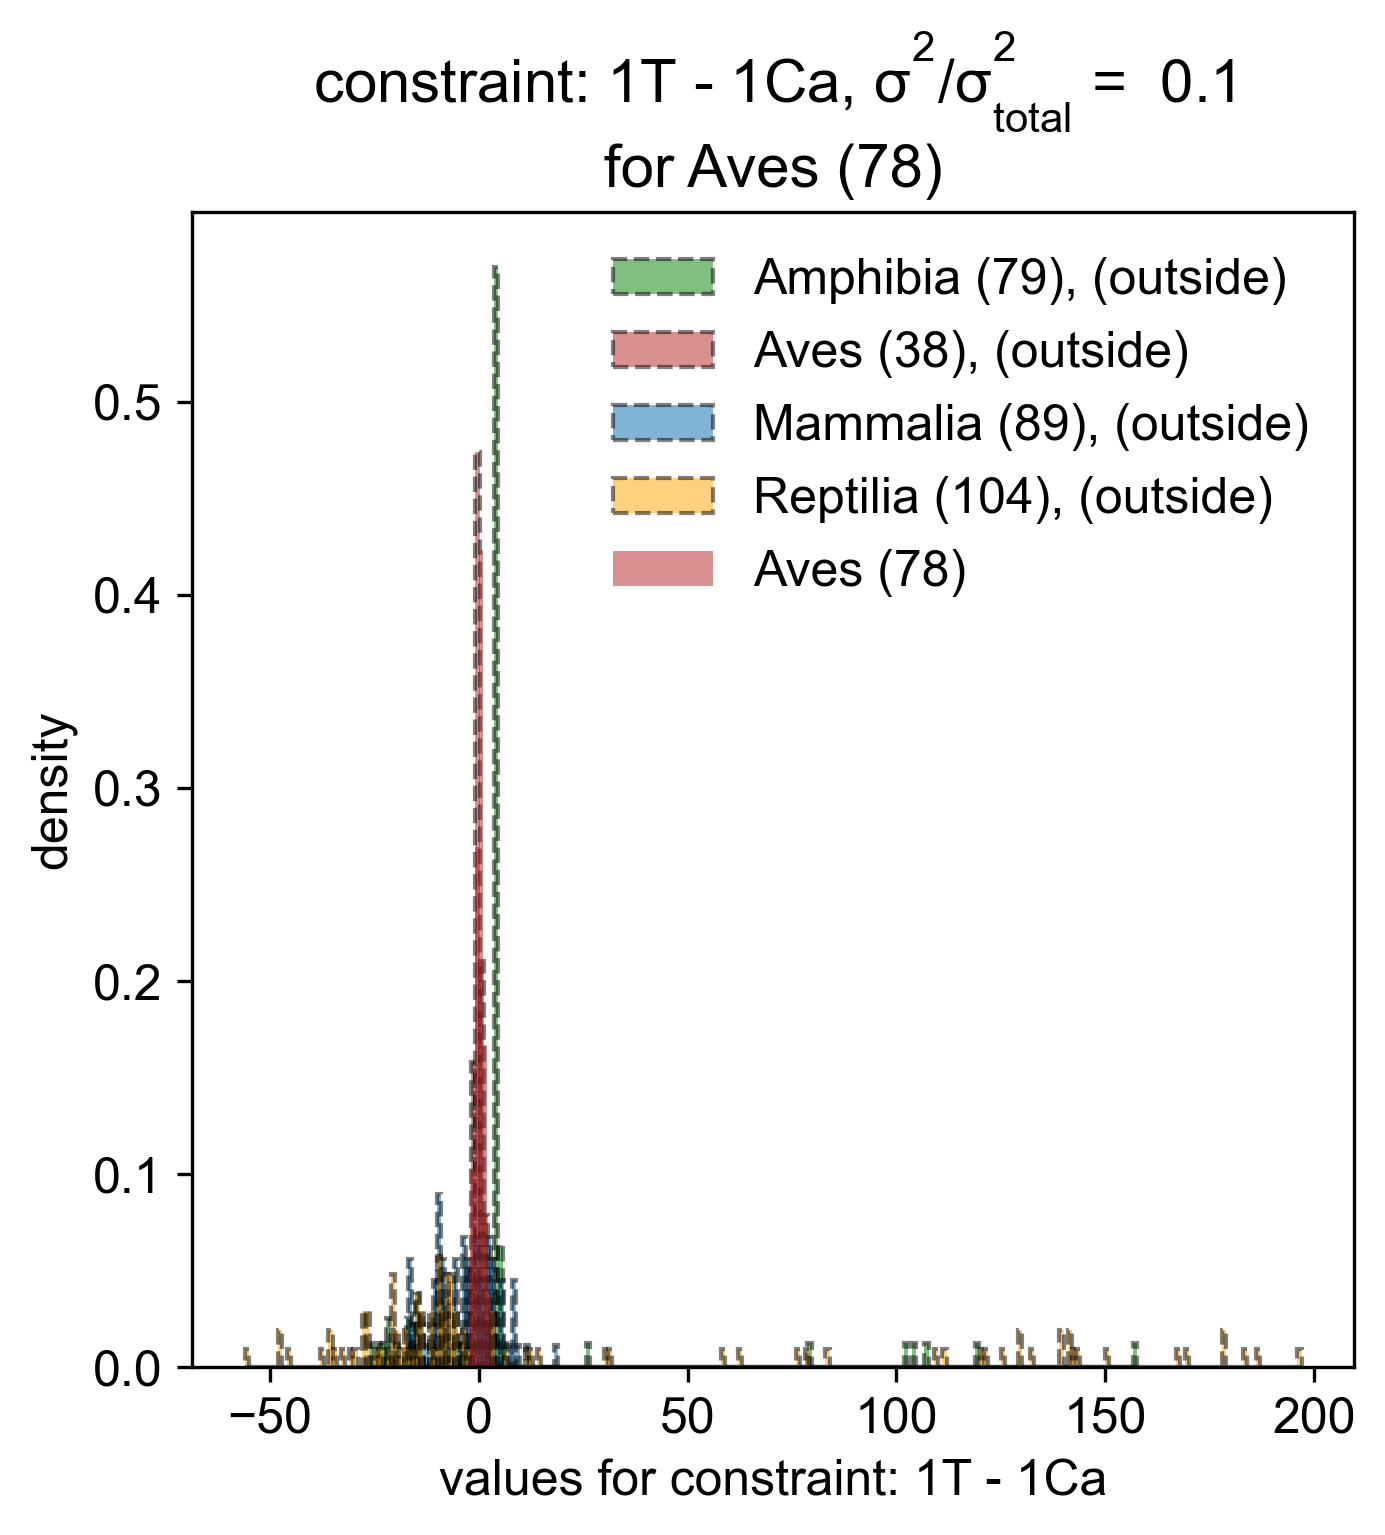 constraint: 1T - 1Ca, σ²/σ²total = 0.1
for Aves (78)
Amphibia (79), (outside)
Aves (38), (outside)
Mammalia (89), (outside)
Reptilia (104), (outside)
Aves (78)
density
0.5
0.4
0.3
0.2
0.1
0.0
−50 0 50 100 150 200
values for constraint: 1T - 1Ca